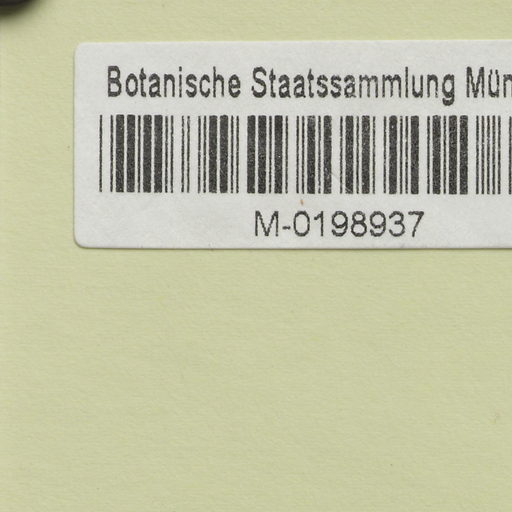 Botanische Staatssammlung Mün
M-0198937